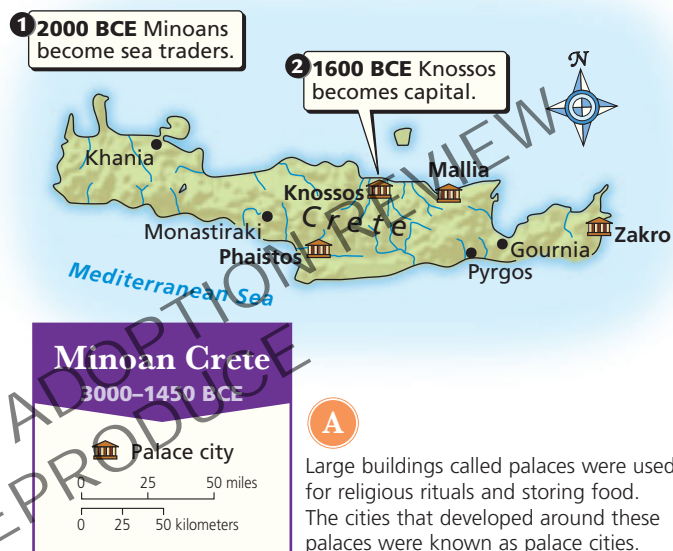 1 2000 BCE Minoans
become sea traders.
2 1600 BCE Knossos
becomes capital.
N
Khania
Mallia
Knossos
Crete
Monastiraki
Phaistos
Zakro
Gournia
Pyrgos
Mediterranean Sea
Minoan Crete
3000–1450 BCE
Palace city
0 25 50 miles
0 25 50 kilometers
A
Large buildings called palaces were used
for religious rituals and storing food.
The cities that developed around these
palaces were known as palace cities.
ADOPTION REVIEW
REPRODUCE